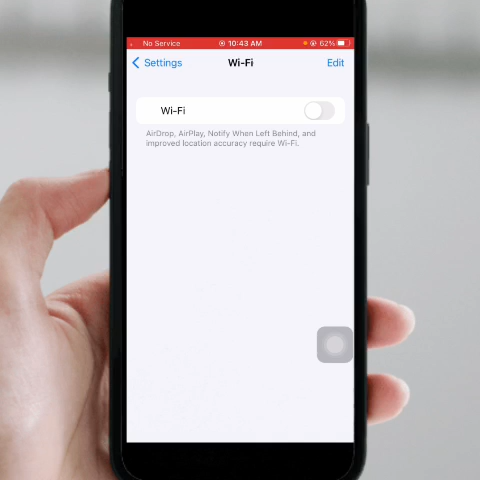 No Service 10:43 AM 62%
Settings Wi-Fi Edit
Wi-Fi
AirDrop, AirPlay, Notify When Left Behind, and
improved location accuracy require Wi-Fi.